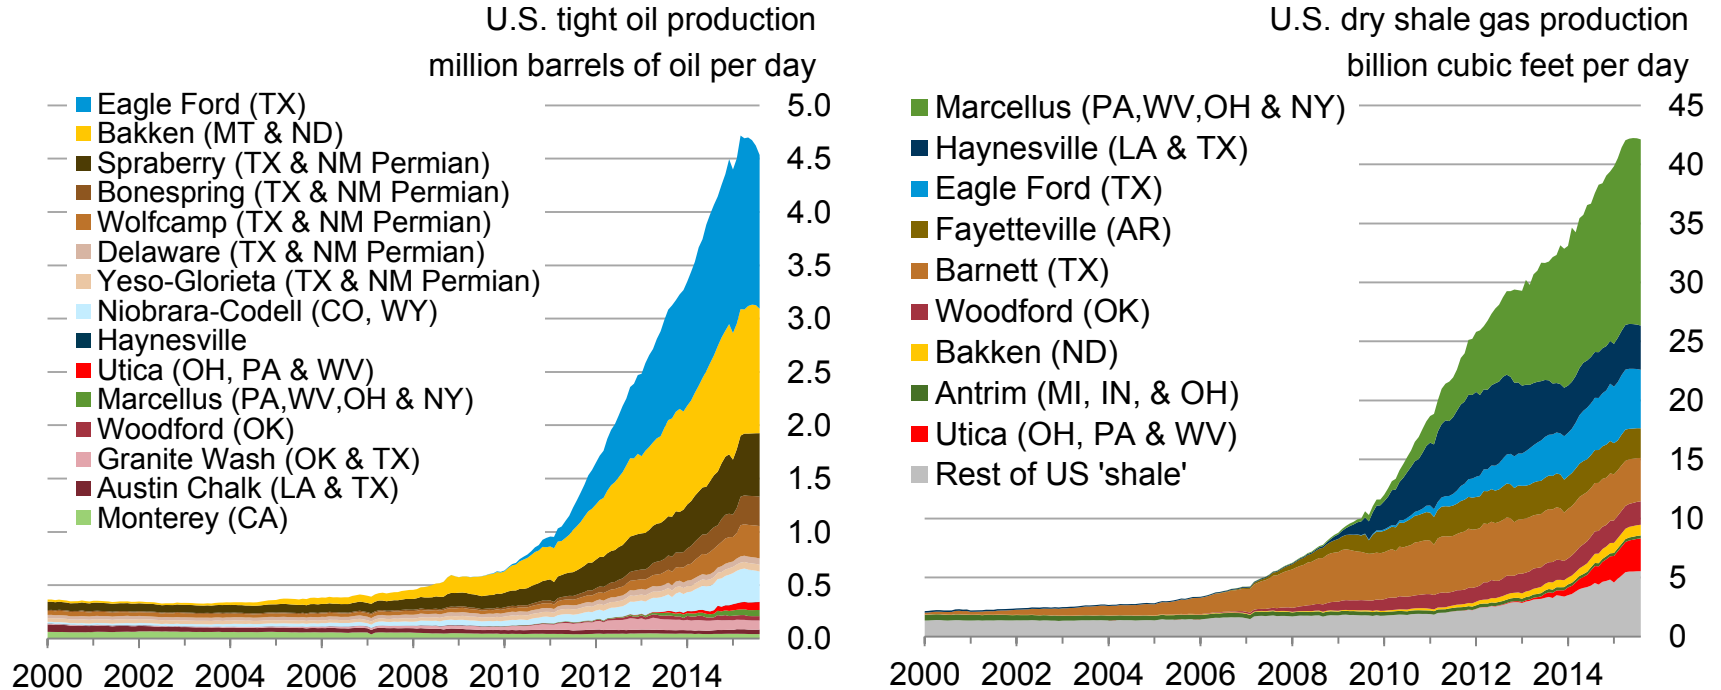 U.S. tight oil production
million barrels of oil per day
Eagle Ford (TX)
Bakken (MT & ND)
Spraberry (TX & NM Permian)
Bonespring (TX & NM Permian)
Wolfcamp (TX & NM Permian)
Delaware (TX & NM Permian)
Yeso-Glorieta (TX & NM Permian)
Niobrara-Codell (CO, WY)
Haynesville
Utica (OH, PA & WV)
Marcellus (PA,WV,OH & NY)
Woodford (OK)
Granite Wash (OK & TX)
Austin Chalk (LA & TX)
Monterey (CA)
5.0
4.5
4.0
3.5
3.0
2.5
2.0
1.5
1.0
0.5
0.0
2000 2002 2004 2006 2008 2010 2012 2014
U.S. dry shale gas production
billion cubic feet per day
Marcellus (PA,WV,OH & NY)
Haynesville (LA & TX)
Eagle Ford (TX)
Fayetteville (AR)
Barnett (TX)
Woodford (OK)
Bakken (ND)
Antrim (MI, IN, & OH)
Utica (OH, PA & WV)
Rest of US 'shale'
45
40
35
30
25
20
15
10
5
0
2000 2002 2004 2006 2008 2010 2012 2014